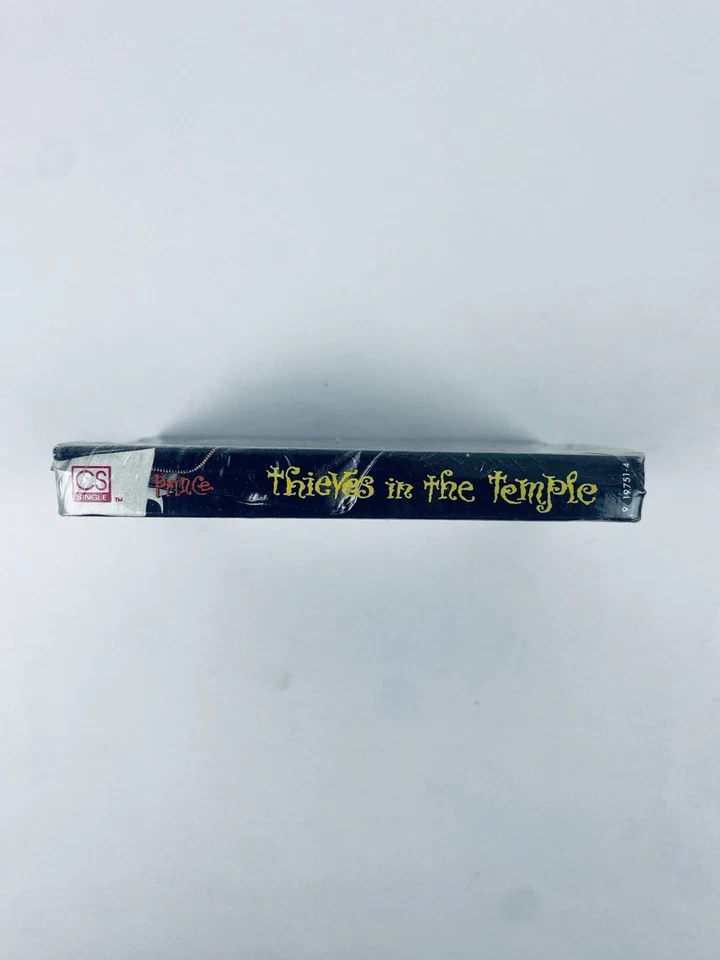 CS
SINGLE ™
Prince
Thieves in the Temple
9 19751-4